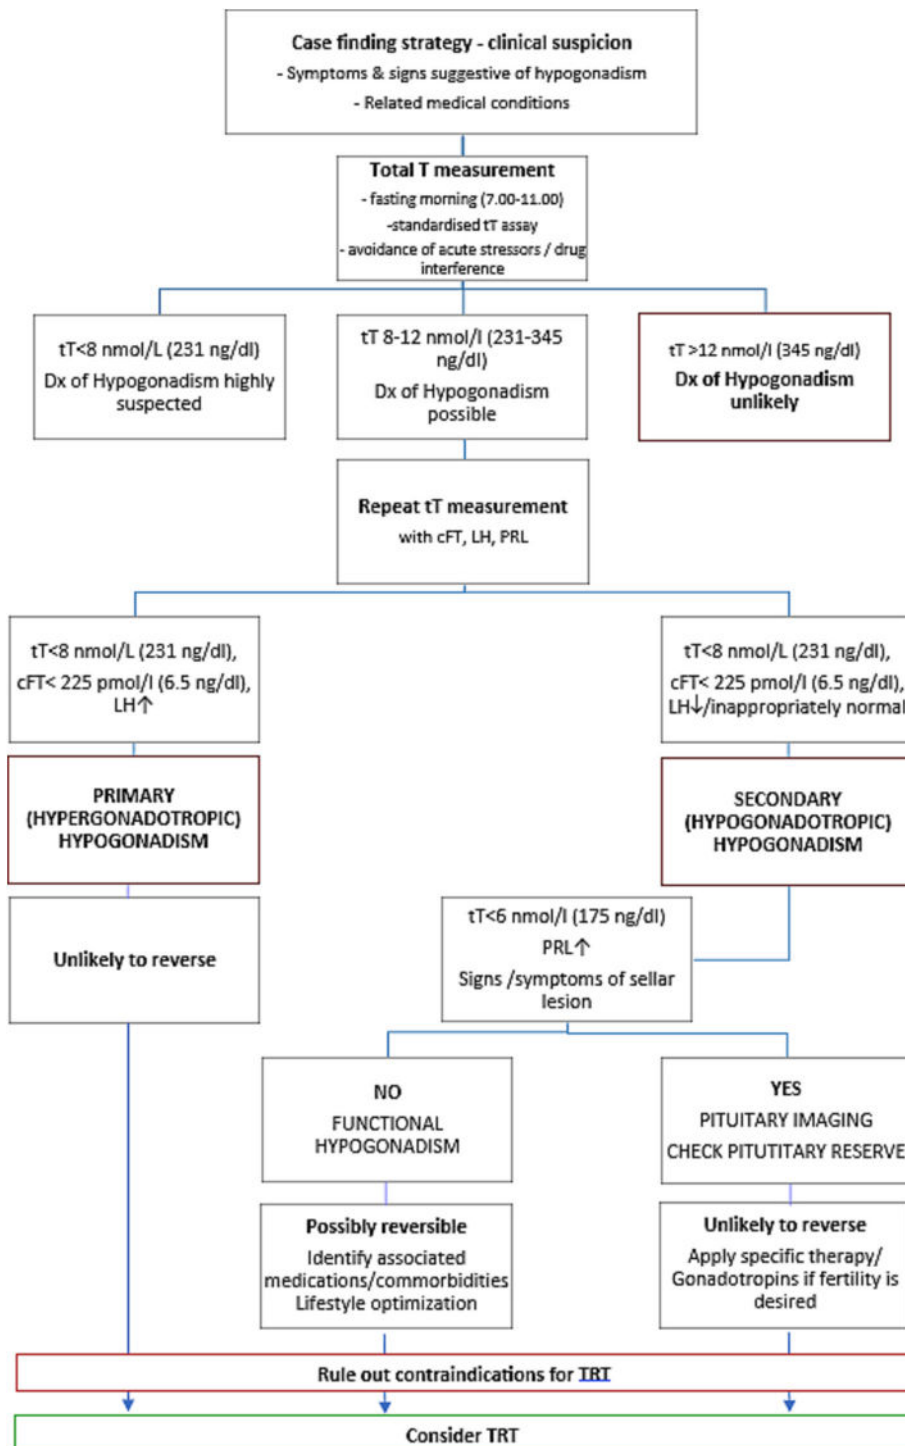 Case finding strategy - clinical suspicion
- Symptoms & signs suggestive of hypogonadism
- Related medical conditions
Total T measurement
- fasting morning (7.00-11.00)
-standardised tT assay
- avoidance of acute stressors / drug
interference
tT<8 nmol/L (231 ng/dl)
Dx of Hypogonadism highly
suspected
tT 8-12 nmol/l (231-345
ng/dl)
Dx of Hypogonadism
possible
tT >12 nmol/l (345 ng/dl)
Dx of Hypogonadism
unlikely
Repeat tT measurement
with cFT, LH, PRL
tT<8 nmol/L (231 ng/dl),
cFT< 225 pmol/l (6.5 ng/dl),
LH↑
tT<8 nmol/L (231 ng/dl),
cFT< 225 pmol/l (6.5 ng/dl),
LH↓/inappropriately normal
PRIMARY
(HYPERGONADOTROPIC)
HYPOGONADISM
SECONDARY
(HYPOGONADOTROPIC)
HYPOGONADISM
Unlikely to reverse
tT<6 nmol/l (175 ng/dl)
PRL↑
Signs /symptoms of sellar
lesion
NO
FUNCTIONAL
HYPOGONADISM
YES
PITUITARY IMAGING
CHECK PITUTITARY RESERVE
Possibly reversible
Identify associated
medications/commorbidities
Lifestyle optimization
Unlikely to reverse
Apply specific therapy/
Gonadotropins if fertility is
desired
Rule out contraindications for TRT
Consider TRT